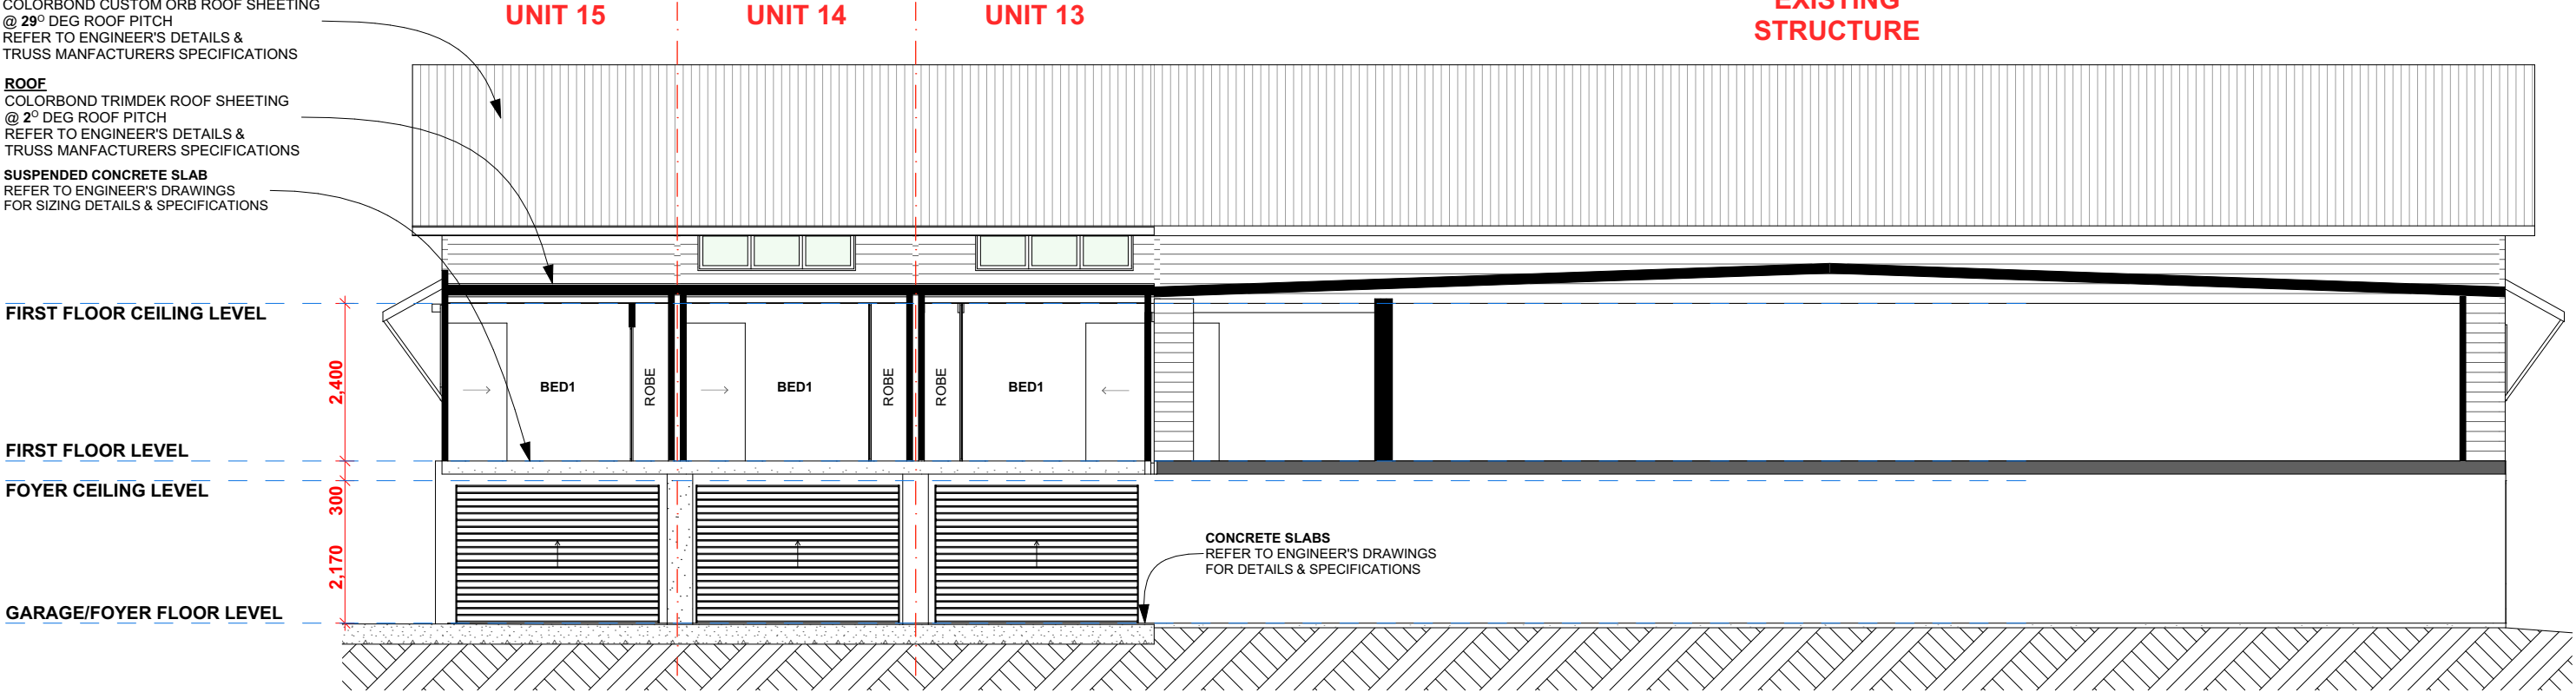 COLORBOND CUSTOM ORB ROOF SHEETING
@ 29O DEG ROOF PITCH
REFER TO ENGINEER'S DETAILS &
TRUSS MANFACTURERS SPECIFICATIONS
ROOF
COLORBOND TRIMDEK ROOF SHEETING
@ 2O DEG ROOF PITCH
REFER TO ENGINEER'S DETAILS &
TRUSS MANFACTURERS SPECIFICATIONS
SUSPENDED CONCRETE SLAB
REFER TO ENGINEER'S DRAWINGS
FOR SIZING DETAILS & SPECIFICATIONS
UNIT 15
UNIT 14
UNIT 13
EXISTING
STRUCTURE
FIRST FLOOR CEILING LEVEL
FIRST FLOOR LEVEL
FOYER CEILING LEVEL
GARAGE/FOYER FLOOR LEVEL
2,400
300
2,170
BED1
ROBE
BED1
ROBE
ROBE
BED1
CONCRETE SLABS
REFER TO ENGINEER'S DRAWINGS
FOR DETAILS & SPECIFICATIONS